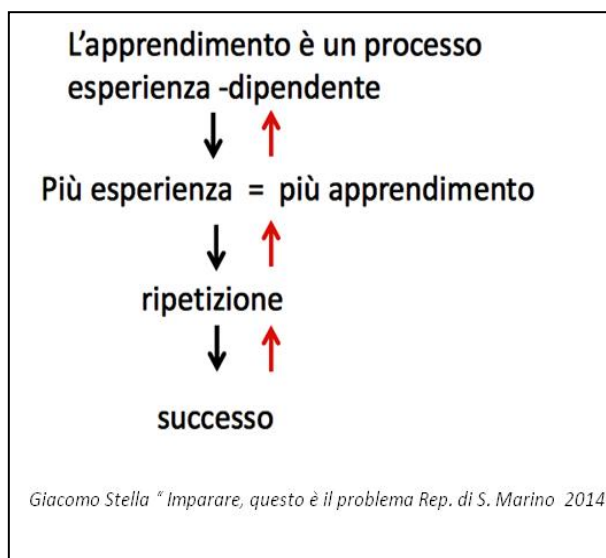 L'apprendimento è un processo
esperienza -dipendente
Più esperienza = più apprendimento
ripetizione
successo
Giacomo Stella " Imparare, questo è il problema Rep. di S. Marino 2014